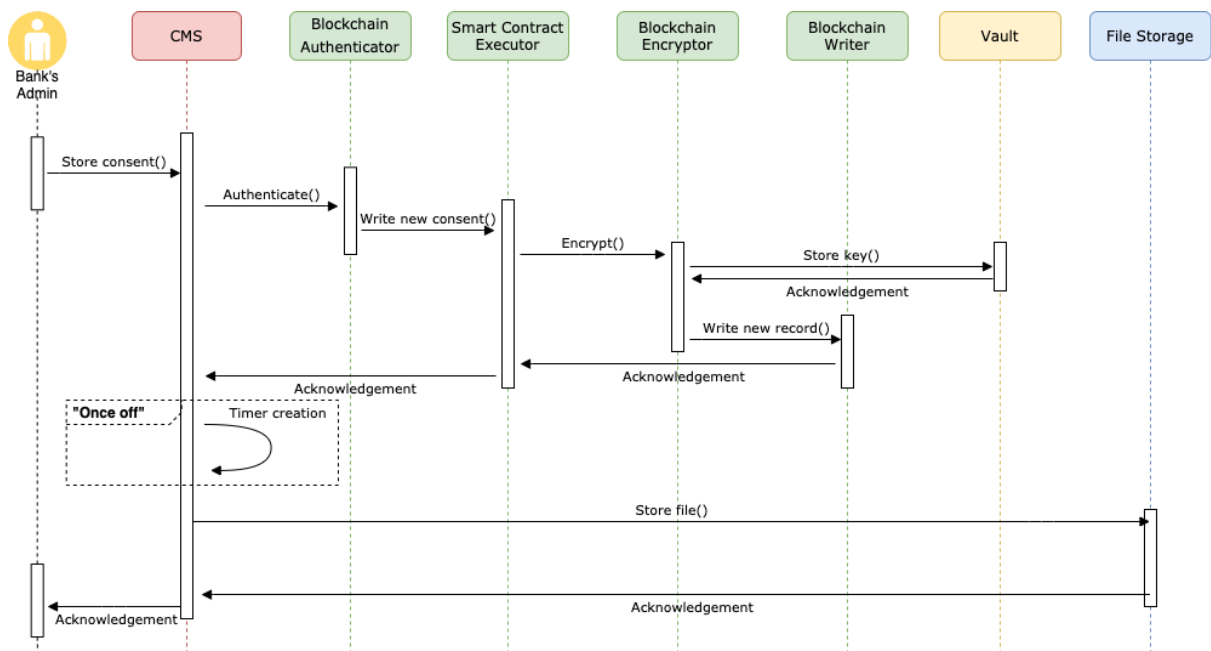 CMS
Blockchain
Authenticator
Smart Contract
Executor
Blockchain
Encryptor
Blockchain
Writer
Vault
File Storage
Bank's
Admin
Store consent()
Authenticate()
Write new consent()
Encrypt()
Store key()
Acknowledgement
Write new record()
Acknowledgement
Acknowledgement
"Once off"
Timer creation
Store file()
Acknowledgement
Acknowledgement